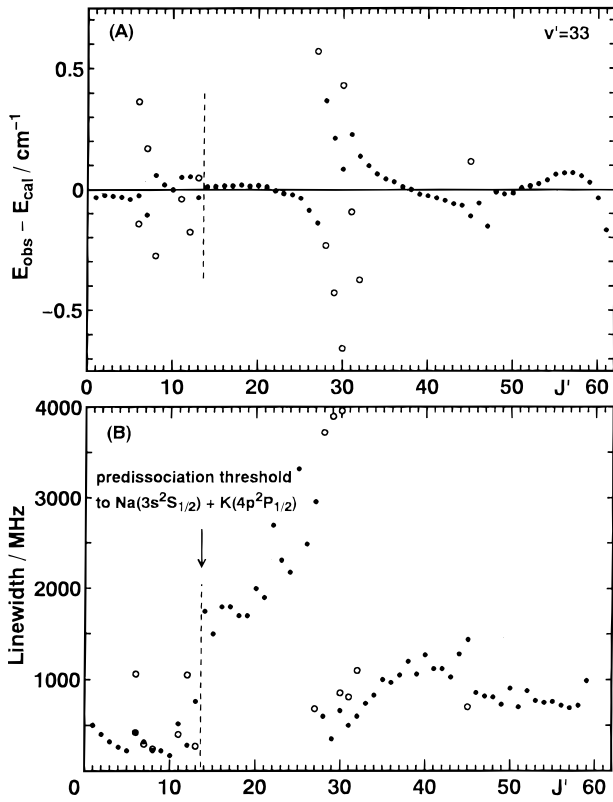 (A)
v'=33
0.5
0
−0.5
E_obs − E_cal / cm⁻¹
0 10 20 30 40 50 J' 60
4000
(B)
predissociation threshold
to Na(3s²S₁/₂) + K(4p²P₁/₂)
3000
2000
1000
Linewidth / MHz
0 10 20 30 40 50 J' 60